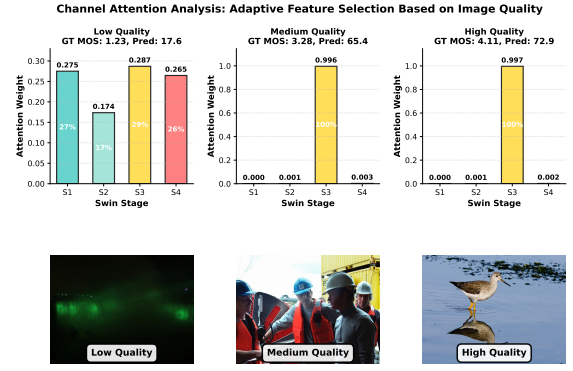 Channel Attention Analysis: Adaptive Feature Selection Based on Image Quality
Low Quality
GT MOS: 1.23, Pred: 17.6
Attention Weight
0.30
0.25
0.20
0.15
0.10
0.05
0.00
0.275
0.174
0.287
0.265
27%
17%
29%
26%
S1 S2 S3 S4
Swin Stage
Medium Quality
GT MOS: 3.28, Pred: 65.4
Attention Weight
1.0
0.8
0.6
0.4
0.2
0.0
0.000
0.001
0.996
0.003
100%
S1 S2 S3 S4
Swin Stage
High Quality
GT MOS: 4.11, Pred: 72.9
Attention Weight
1.0
0.8
0.6
0.4
0.2
0.0
0.000
0.001
0.997
0.002
100%
S1 S2 S3 S4
Swin Stage
Low Quality
Medium Quality
High Quality